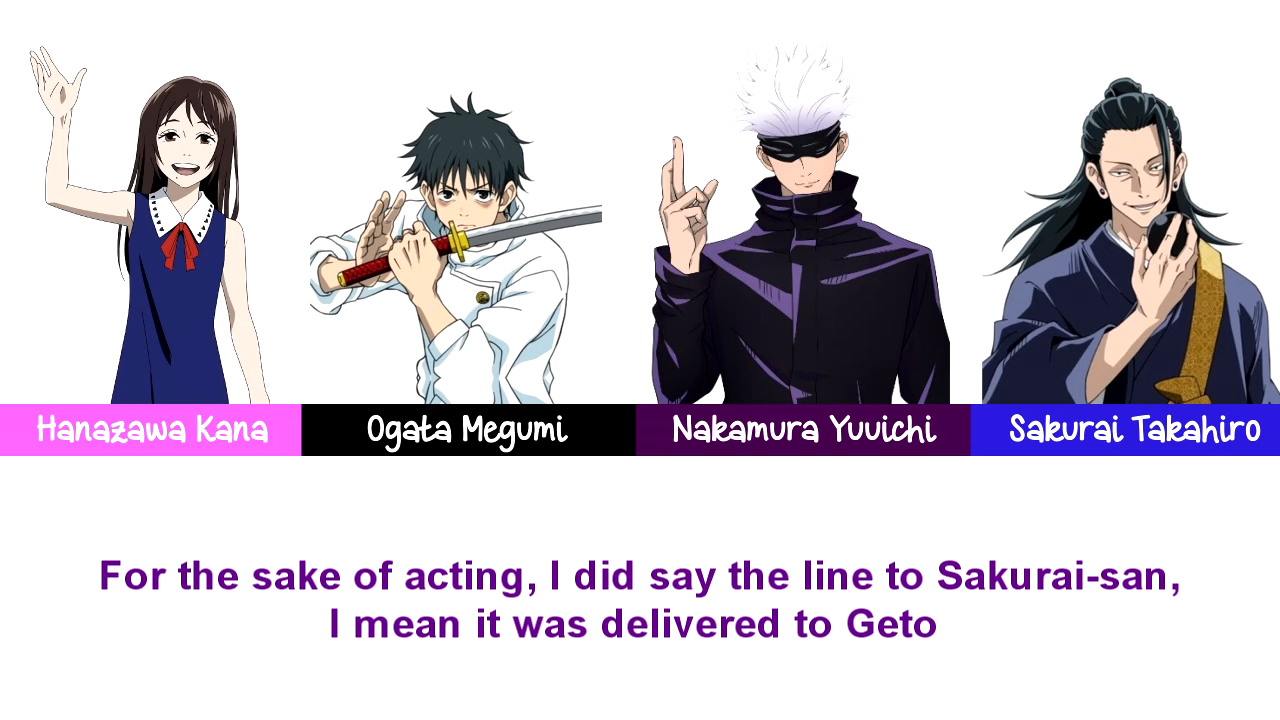 Hanazawa Kana
Ogata Megumi
Nakamura Yuuichi
Sakurai Takahiro
For the sake of acting, I did say the line to Sakurai-san,
I mean it was delivered to Geto